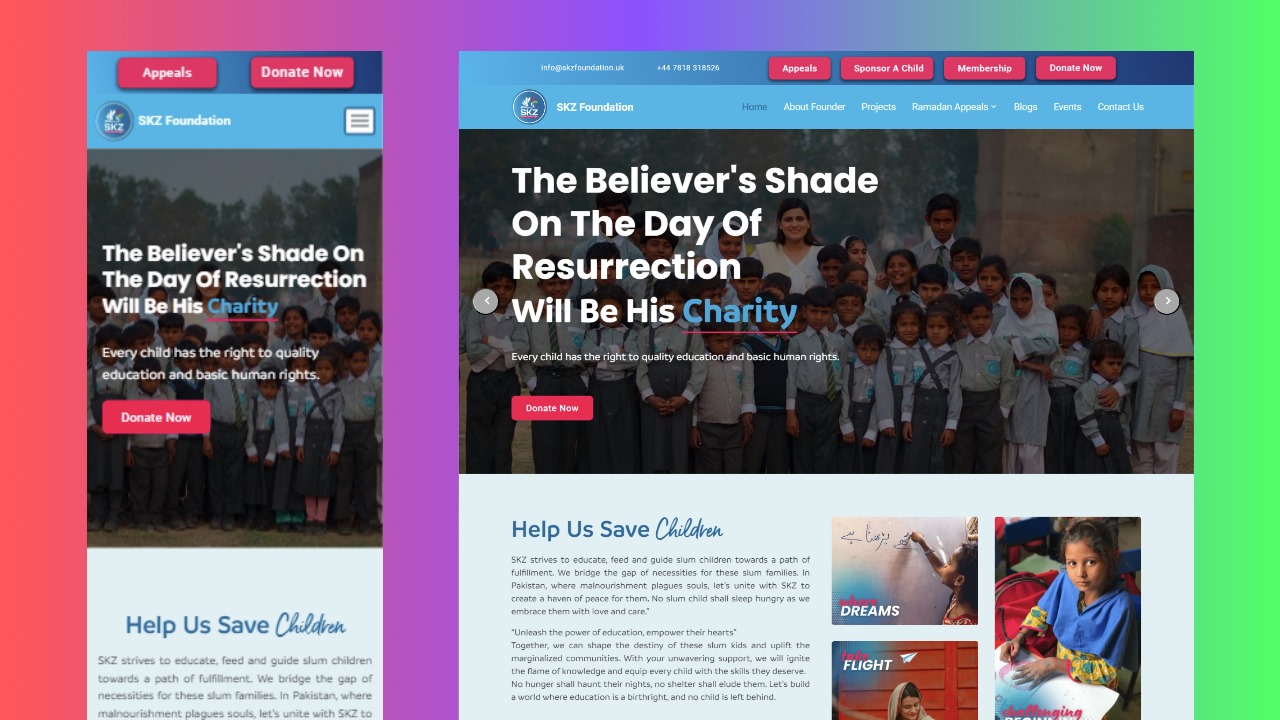 Appeals
Donate Now
SKZ
SKZ Foundation
The Believer's Shade On
The Day Of Resurrection
Will Be His Charity
Every child has the right to quality
education and basic human rights.
Donate Now
Help Us Save Children
SKZ strives to educate, feed and guide slum children
towards a path of fulfillment. We bridge the gap of
necessities for these slum families. In Pakistan, where
malnourishment plagues souls, let's unite with SKZ to
info@skzfoundation.uk
+44 7818 318526
Appeals
Sponsor A Child
Membership
Donate Now
SKZ
SKZ Foundation
Home
About Founder
Projects
Ramadan Appeals
Blogs
Events
Contact Us
The Believer's Shade
On The Day Of
Resurrection
Will Be His Charity
Every child has the right to quality education and basic human rights.
Donate Now
Help Us Save Children
SKZ strives to educate, feed and guide slum children towards a path of
fulfillment. We bridge the gap of necessities for these slum families. In
Pakistan, where malnourishment plagues souls, let's unite with SKZ to
create a haven of peace for them. No slum child shall sleep hungry as we
embrace them with love and care."
"Unleash the power of education, empower their hearts"
Together, we can shape the destiny of these slum kids and uplift the
marginalized communities. With your unwavering support, we will ignite
the flame of knowledge and equip every child with the skills they deserve.
No hunger shall haunt their nights, no shelter shall elude them. Let's build
a world where education is a birthright, and no child is left behind.
DREAMS
take
FLIGHT
challenging